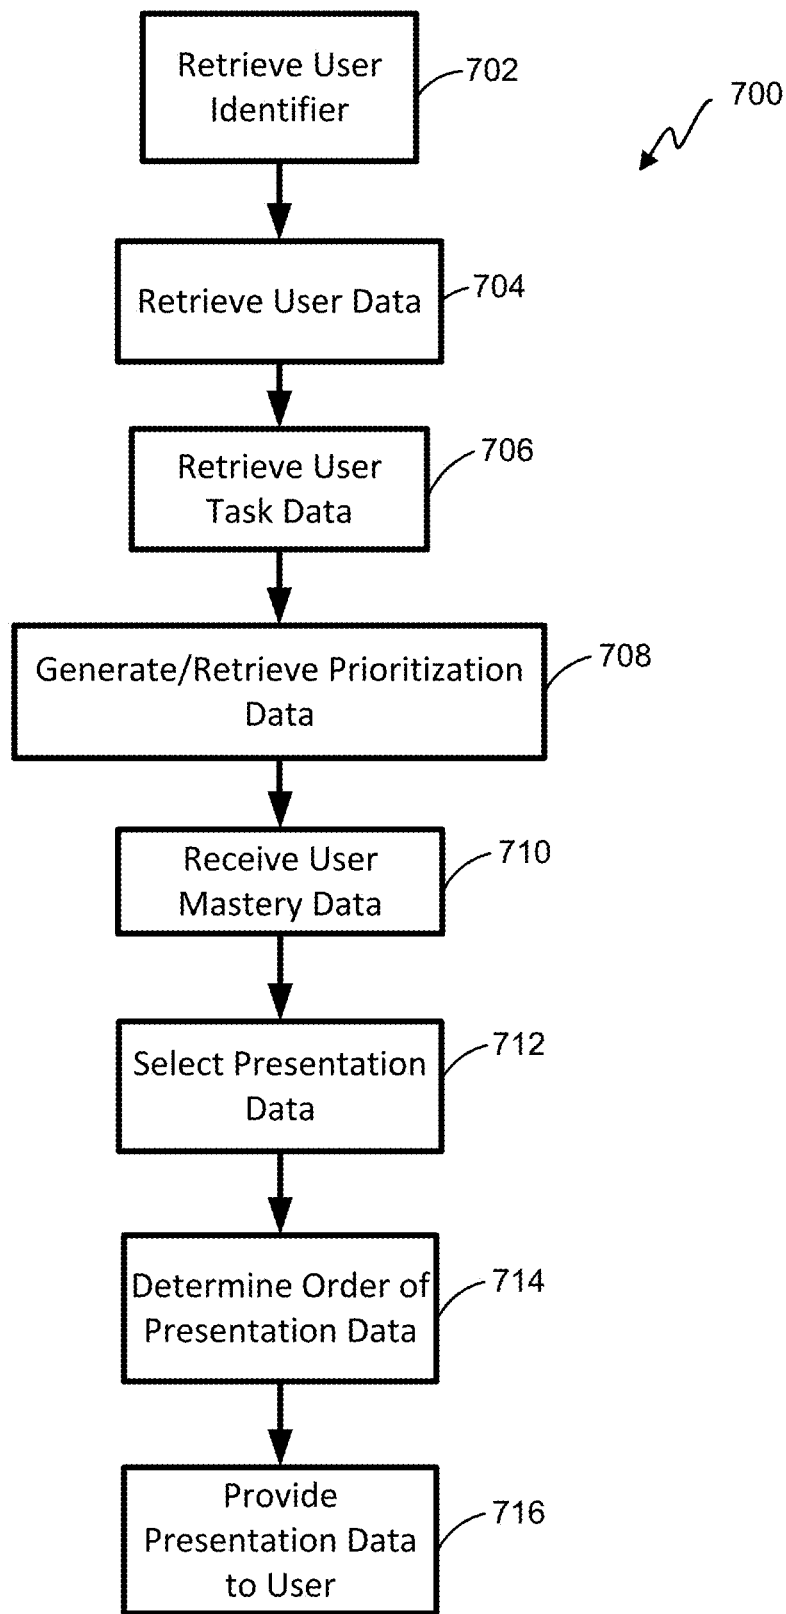 Retrieve User
Identifier
702
700
Retrieve User Data
704
Retrieve User
Task Data
706
Generate/Retrieve Prioritization
Data
708
Receive User
Mastery Data
710
Select Presentation
Data
712
Determine Order of
Presentation Data
714
Provide
Presentation Data
to User
716